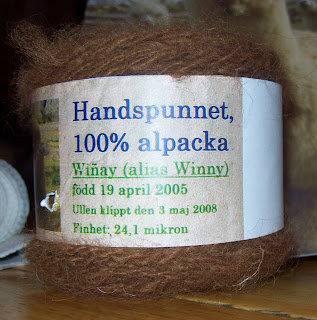 Handspunnet,
100% alpacka
Wiñay (alias Winny)
född 19 april 2005
Ullen klippt den 3 maj 2008
Finhet: 24,1 mikron